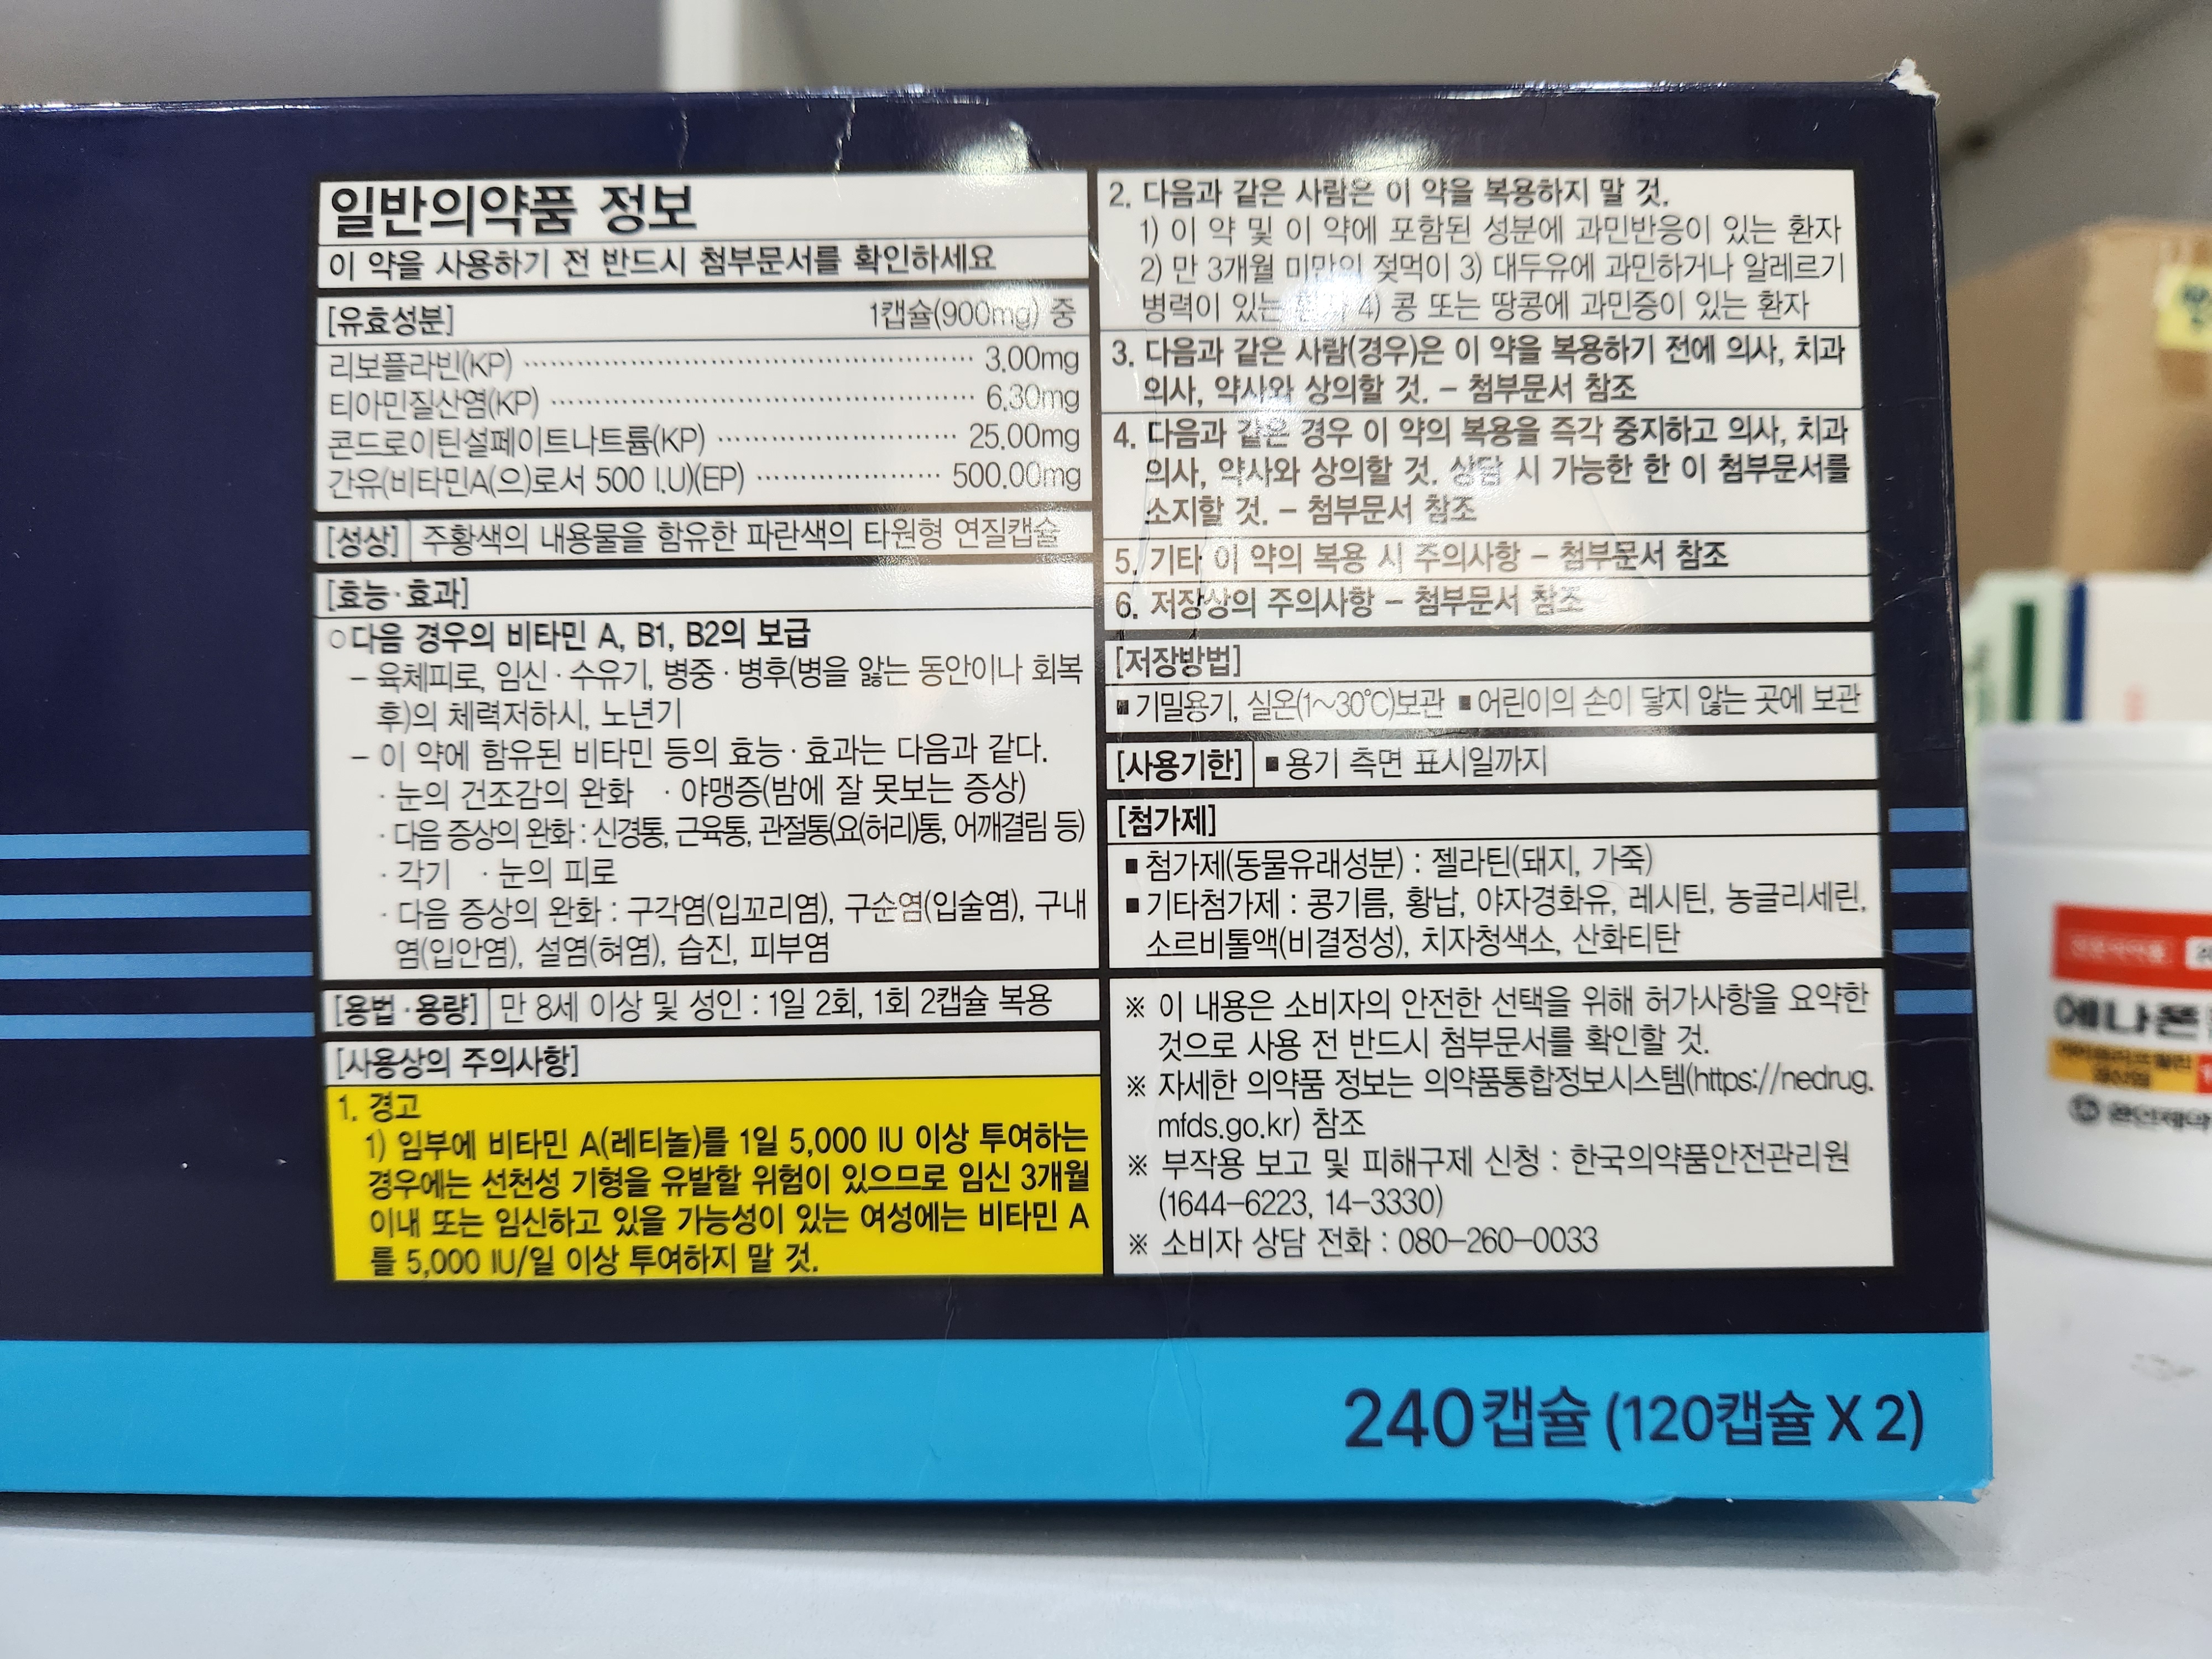 일반의약품 정보
이 약을 사용하기 전 반드시 첨부문서를 확인하세요
[유효성분] 1캡슐(900mg) 중
리보플라빈(KP) 3.00mg
티아민질산염(KP) 6.30mg
콘드로이틴설페이트나트륨(KP) 25.00mg
간유(비타민A(으)로서 500 I.U)(EP) 500.00mg
[성상] 주황색의 내용물을 함유한 파란색의 타원형 연질캡슐
[효능·효과]
○다음 경우의 비타민 A, B1, B2의 보급
– 육체피로, 임신·수유기, 병중·병후(병을 앓는 동안이나 회복
후)의 체력저하시, 노년기
– 이 약에 함유된 비타민 등의 효능·효과는 다음과 같다.
· 눈의 건조감의 완화 · 야맹증(밤에 잘 못보는 증상)
· 다음 증상의 완화 : 신경통, 근육통, 관절통(요(허리)통, 어깨결림 등)
· 각기 · 눈의 피로
· 다음 증상의 완화 : 구각염(입꼬리염), 구순염(입술염), 구내
염(입안염), 설염(혀염), 습진, 피부염
[용법·용량] 만 8세 이상 및 성인 : 1일 2회, 1회 2캡슐 복용
[사용상의 주의사항]
1. 경고
1) 임부에 비타민 A(레티놀)를 1일 5,000 IU 이상 투여하는
경우에는 선천성 기형을 유발할 위험이 있으므로 임신 3개월
이내 또는 임신하고 있을 가능성이 있는 여성에는 비타민 A
를 5,000 IU/일 이상 투여하지 말 것.
2. 다음과 같은 사람은 이 약을 복용하지 말 것.
1) 이 약 및 이 약에 포함된 성분에 과민반응이 있는 환자
2) 만 3개월 미만의 젖먹이 3) 대두유에 과민하거나 알레르기
병력이 있는 4) 콩 또는 땅콩에 과민증이 있는 환자
3. 다음과 같은 사람(경우)은 이 약을 복용하기 전에 의사, 치과
의사, 약사와 상의할 것. – 첨부문서 참조
4. 다음과 같은 경우 이 약의 복용을 즉각 중지하고 의사, 치과
의사, 약사와 상의할 것. 상담 시 가능한 한 이 첨부문서를
소지할 것. – 첨부문서 참조
5. 기타 이 약의 복용 시 주의사항 – 첨부문서 참조
6. 저장상의 주의사항 – 첨부문서 참조
[저장방법]
■ 기밀용기, 실온(1~30℃)보관 ■ 어린이의 손이 닿지 않는 곳에 보관
[사용기한] ■ 용기 측면 표시일까지
[첨가제]
■ 첨가제(동물유래성분) : 젤라틴(돼지, 가죽)
■ 기타첨가제 : 콩기름, 황납, 야자경화유, 레시틴, 농글리세린,
소르비톨액(비결정성), 치자청색소, 산화티탄
※ 이 내용은 소비자의 안전한 선택을 위해 허가사항을 요약한
것으로 사용 전 반드시 첨부문서를 확인할 것.
※ 자세한 의약품 정보는 의약품통합정보시스템(https://nedrug.
mfds.go.kr) 참조
※ 부작용 보고 및 피해구제 신청 : 한국의약품안전관리원
(1644-6223, 14-3330)
※ 소비자 상담 전화 : 080-260-0033
240캡슐 (120캡슐 X 2)
에나폰